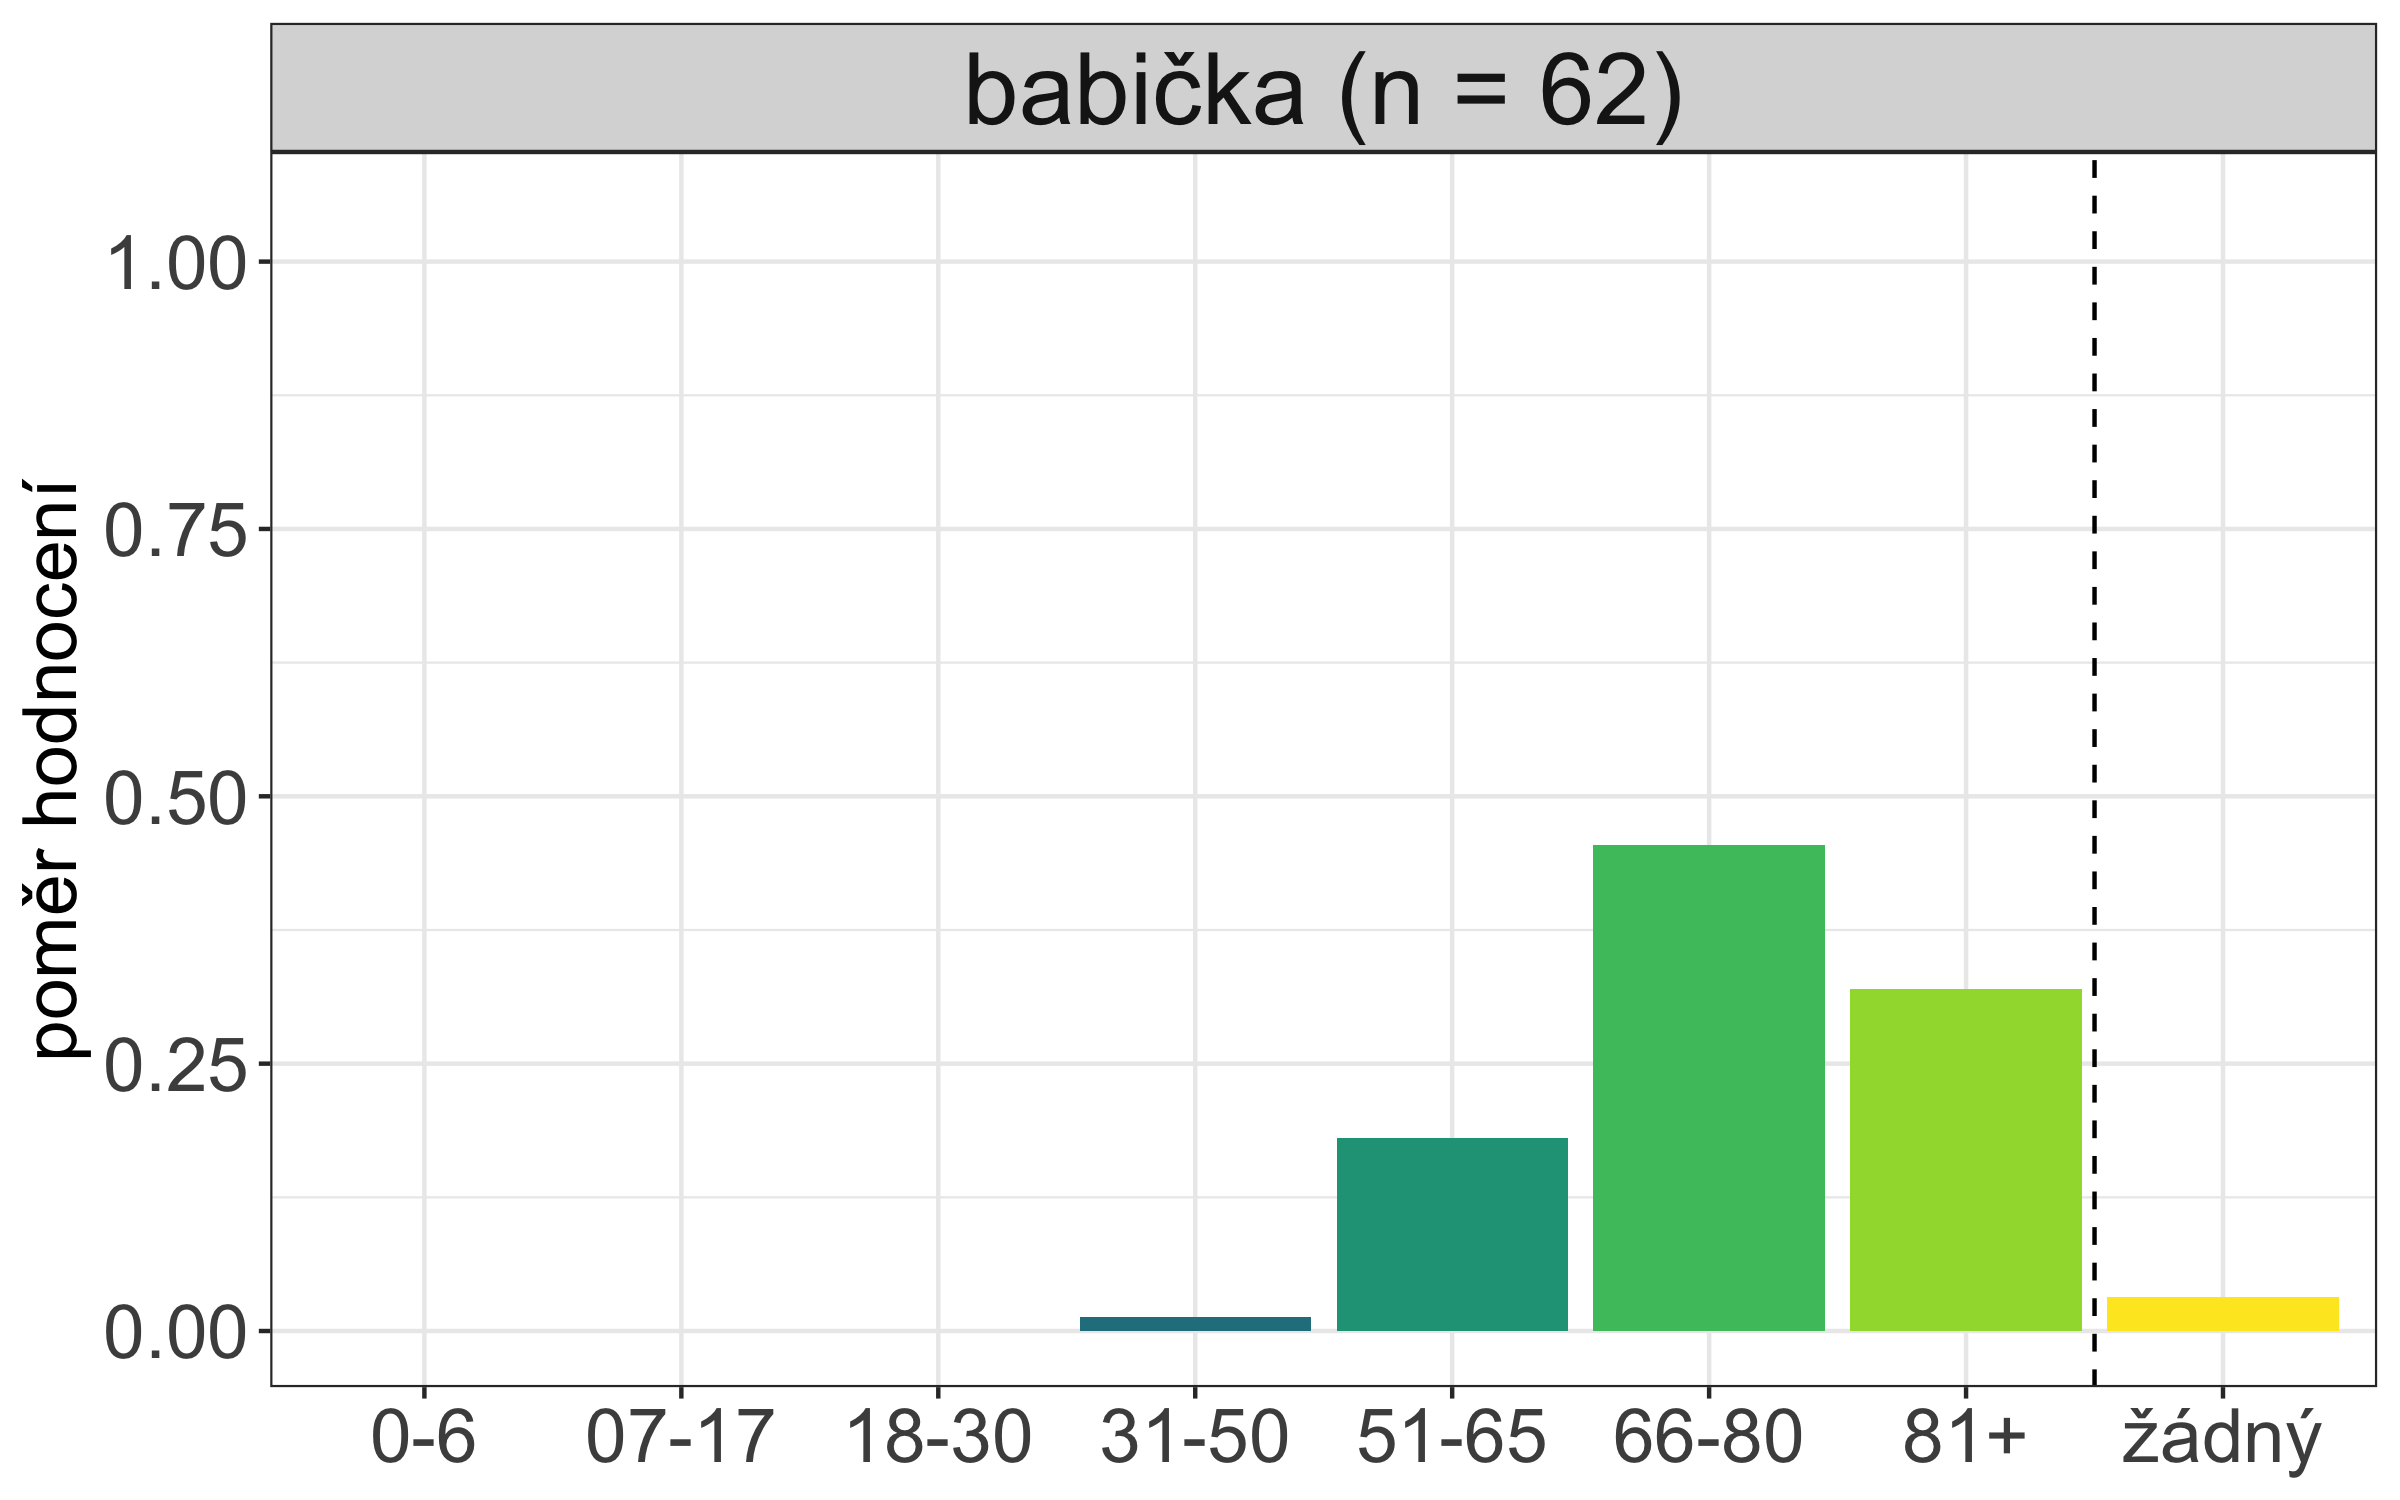 babička (n = 62)
poměr hodnocení
1.00
0.75
0.50
0.25
0.00
0-6 07-17 18-30 31-50 51-65 66-80 81+ žádný